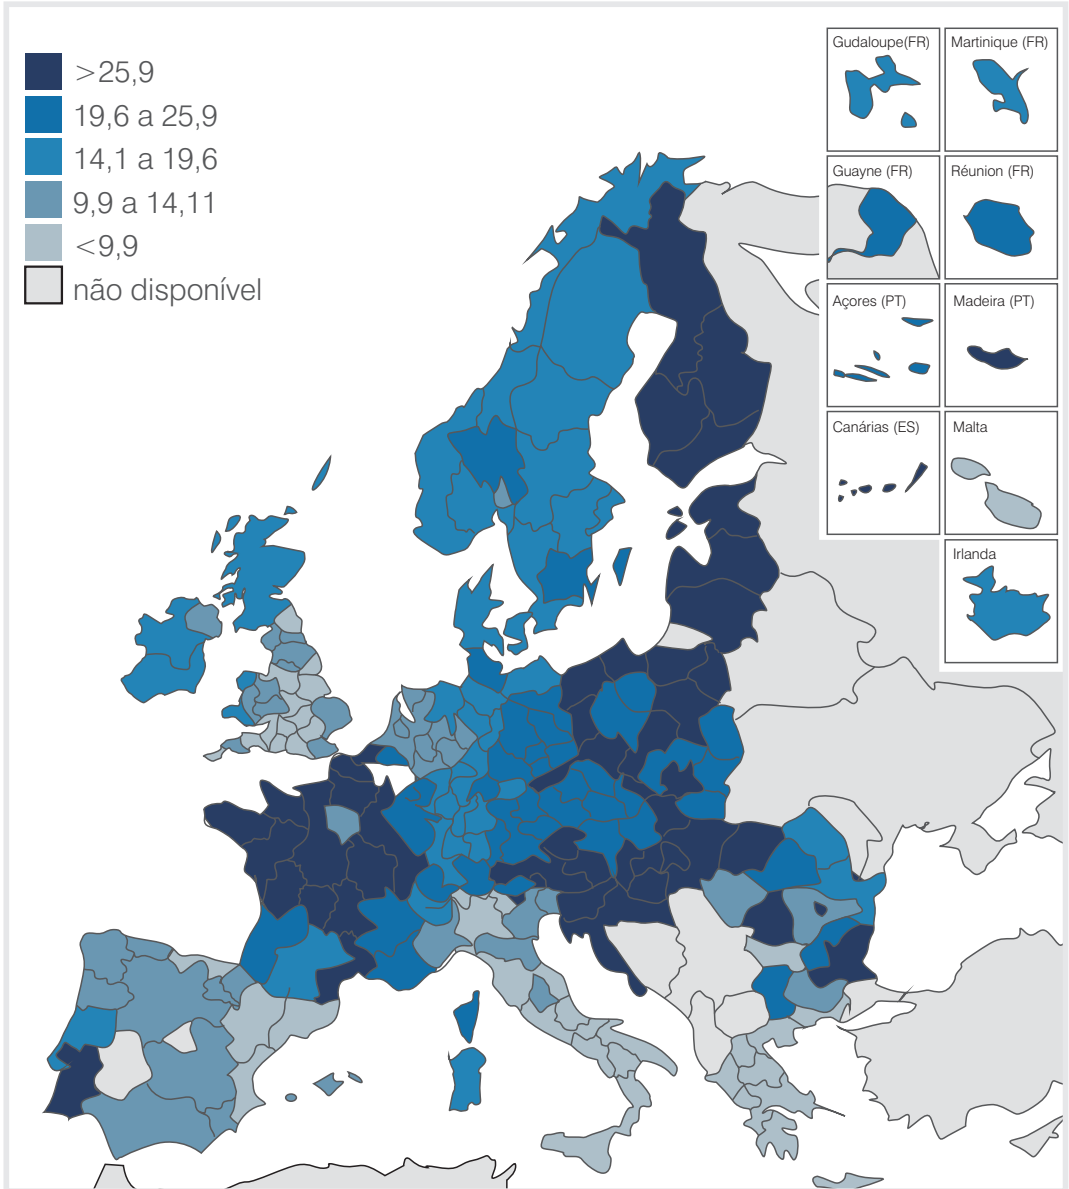 >25,9
19,6 a 25,9
14,1 a 19,6
9,9 a 14,11
<9,9
não disponível
Gudaloupe(FR)
Martinique (FR)
Guayne (FR)
Réunion (FR)
Açores (PT)
Madeira (PT)
Canárias (ES)
Malta
Irlanda